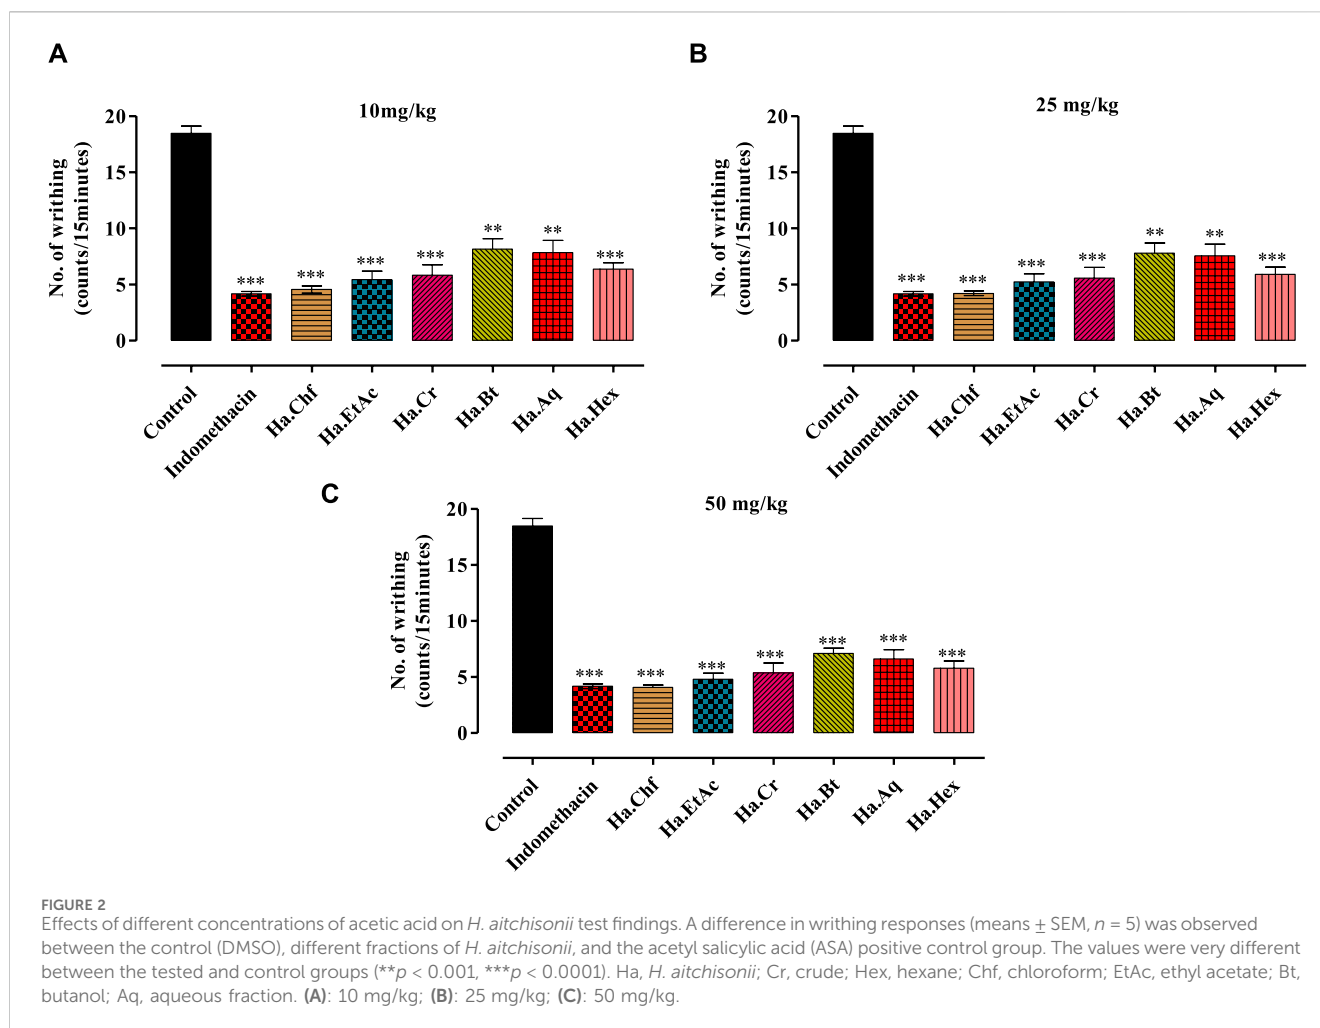 A
10mg/kg
No. of writhing
(counts/15minutes)
20
15
10
5
0
***
***
***
***
**
**
***
Control
Indomethacin
Ha.Chf
Ha.EtAc
Ha.Cr
Ha.Bt
Ha.Aq
Ha.Hex
B
25 mg/kg
No. of writhing
(counts/15minutes)
20
15
10
5
0
***
***
***
***
**
**
***
Control
Indomethacin
Ha.Chf
Ha.EtAc
Ha.Cr
Ha.Bt
Ha.Aq
Ha.Hex
C
50 mg/kg
No. of writhing
(counts/15minutes)
20
15
10
5
0
***
***
***
***
***
***
***
Control
Indomethacin
Ha.Chf
Ha.EtAc
Ha.Cr
Ha.Bt
Ha.Aq
Ha.Hex
FIGURE 2
Effects of different concentrations of acetic acid on H. aitchisonii test findings. A difference in writhing responses (means ± SEM, n = 5) was observed
between the control (DMSO), different fractions of H. aitchisonii, and the acetyl salicylic acid (ASA) positive control group. The values were very different
between the tested and control groups (**p < 0.001, ***p < 0.0001). Ha, H. aitchisonii; Cr, crude; Hex, hexane; Chf, chloroform; EtAc, ethyl acetate; Bt,
butanol; Aq, aqueous fraction. (A): 10 mg/kg; (B): 25 mg/kg; (C): 50 mg/kg.